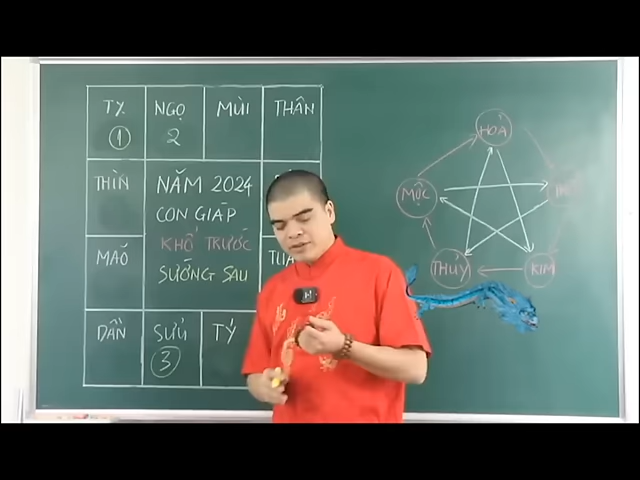 TỴ
NGỌ
MÙI
THÂN
1
2
THÌN
NĂM 2024
CON GIÁP
KHỔ TRƯỚC
SƯỚNG SAU
MÃO
DẦN
SỬU
TÝ
3
HOẢ
MỘC
THỦY
KIM